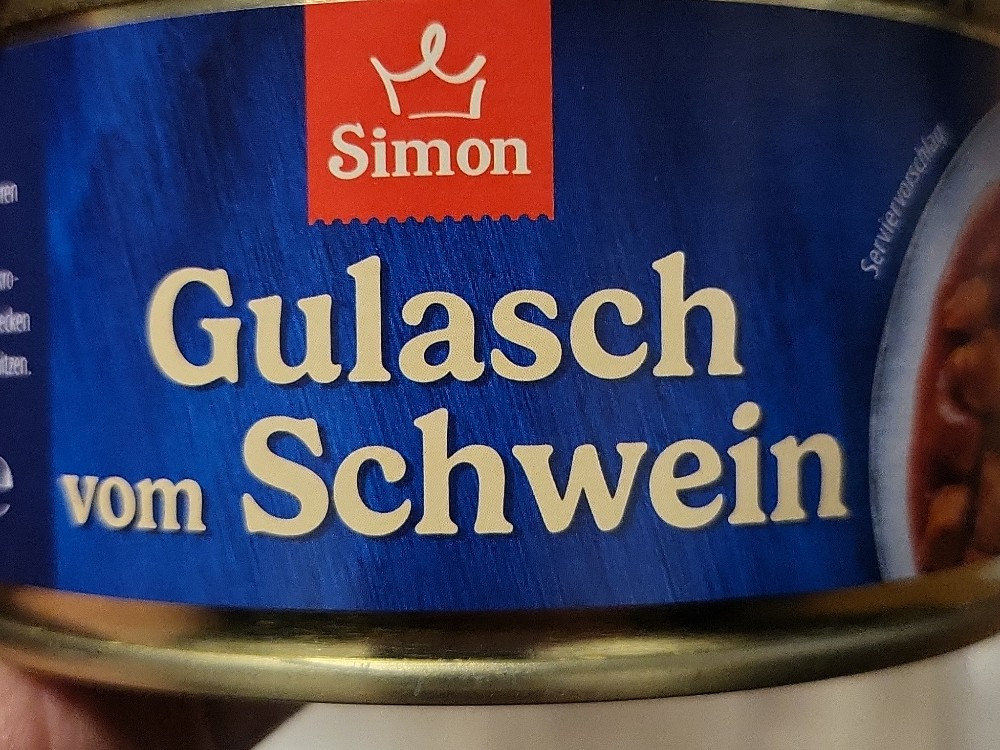 Simon
Gulasch
vom Schwein
Serviervorschlag